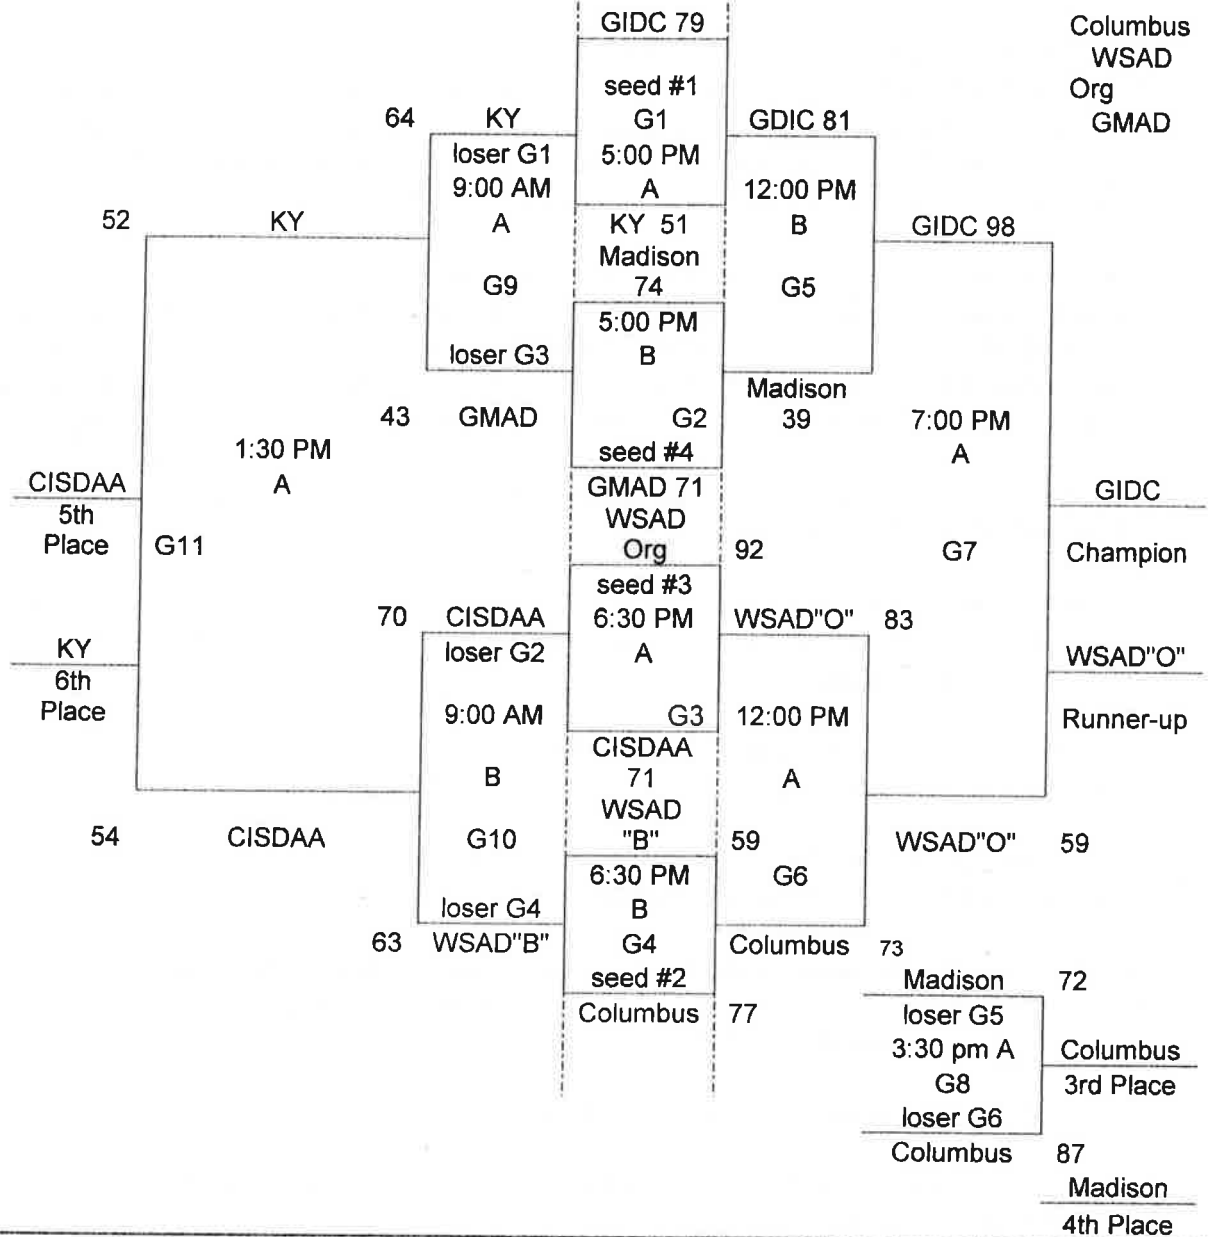 GIDC 79
Columbus
WSAD
Org
GMAD
seed #1
64 KY G1 GDIC 81
loser G1 5:00 PM
9:00 AM A 12:00 PM
52 KY A KY 51 B GIDC 98
Madison
G9 74 G5
5:00 PM
loser G3 B
Madison
43 GMAD G2 39 7:00 PM
1:30 PM seed #4 A
CISDAA A GMAD 71 GIDC
5th WSAD
Place G11 Org 92 G7 Champion
seed #3
70 CISDAA 6:30 PM WSAD"O" 83
KY loser G2 A WSAD"O"
6th
Place 9:00 AM G3 12:00 PM Runner-up
CISDAA
B 71 A
WSAD
54 CISDAA G10 "B" 59 WSAD"O" 59
6:30 PM G6
loser G4 B
63 WSAD"B" G4 Columbus 73
seed #2 Madison 72
Columbus 77 loser G5
3:30 pm A Columbus
G8 3rd Place
loser G6
Columbus 87
Madison
4th Place